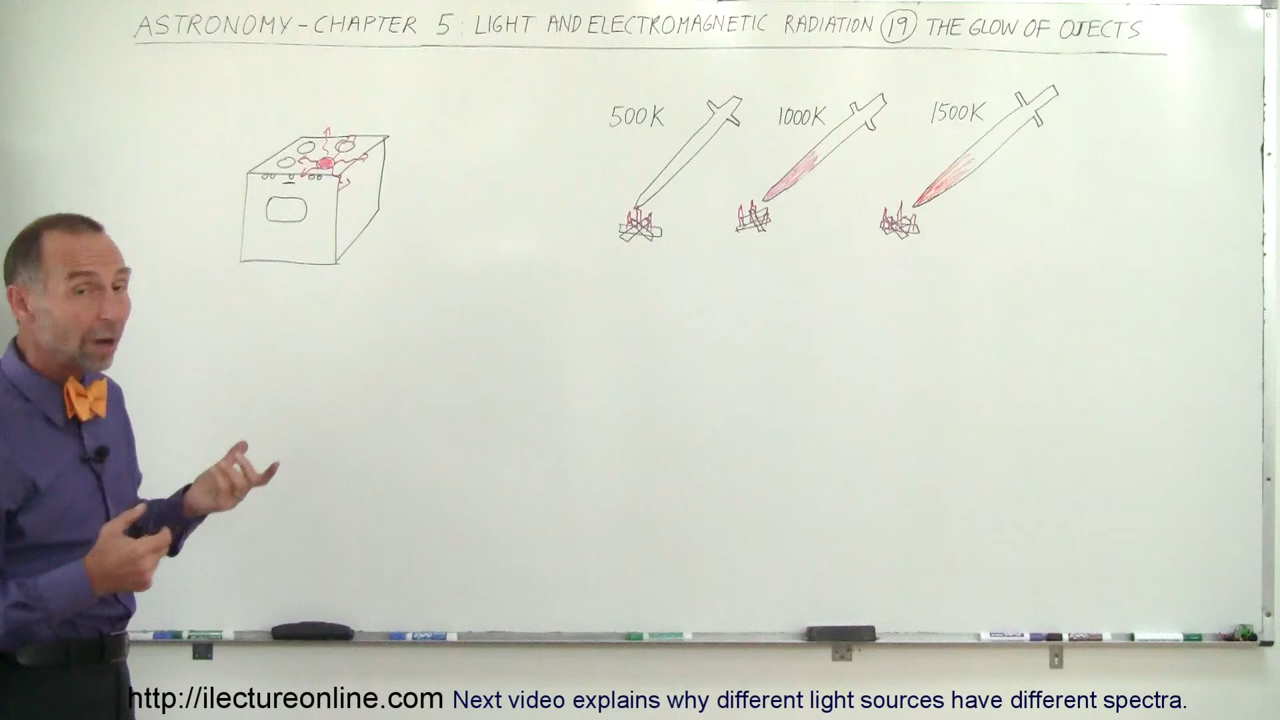 ASTRONOMY - CHAPTER 5: LIGHT AND ELECTROMAGNETIC RADIATION 19 THE GLOW OF OJECTS
500K 1000K 1500K
http://ilectureonline.com Next video explains why different light sources have different spectra.